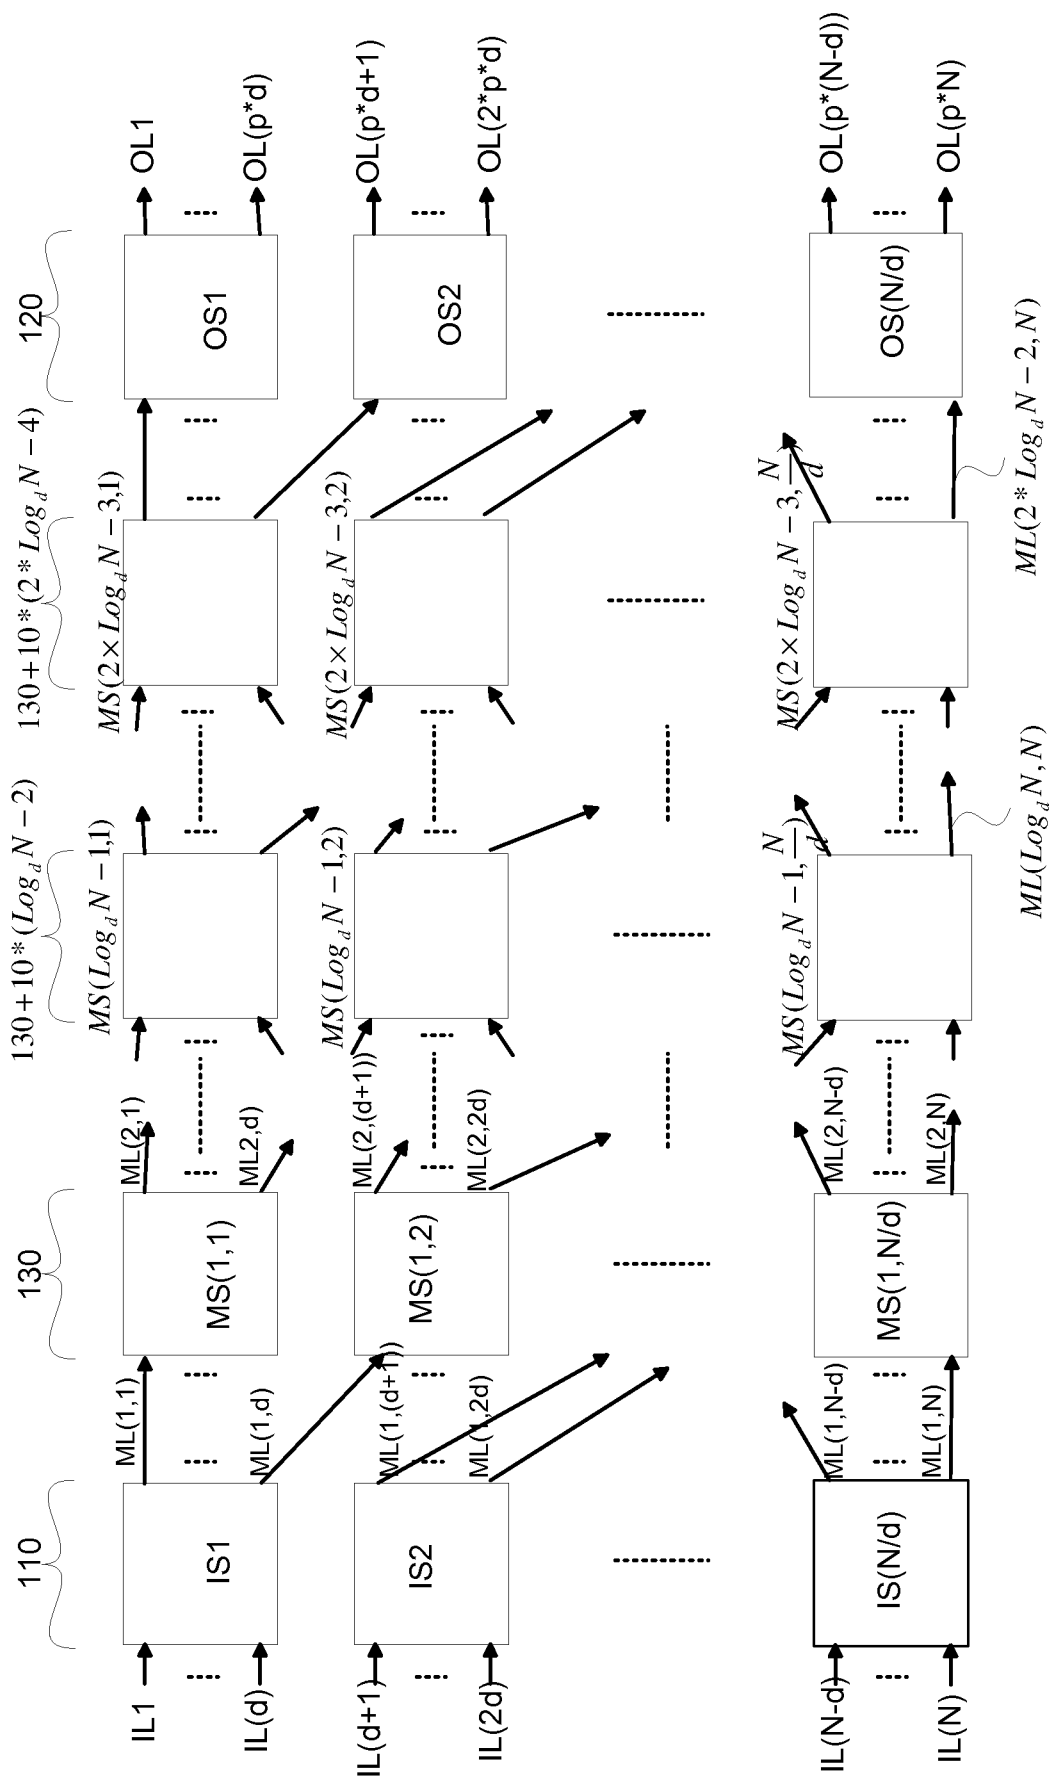 110
130
130+10*(Log_d N−2)
130+10*(2*Log_d N−4)
120
IL1
IL(d)
IS1
ML(1,1)
ML(1,d)
MS(1,1)
ML(2,1)
ML2,d)
MS(Log_d N−1,1)
MS(2×Log_d N−3,1)
OS1
OL1
OL(p*d)
IL(d+1)
IL(2d)
IS2
ML(1,(d+1))
ML(1,2d)
MS(1,2)
ML(2,(d+1))
ML(2,2d)
MS(Log_d N−1,2)
MS(2×Log_d N−3,2)
OS2
OL(p*d+1)
OL(2*p*d)
IL(N-d)
IL(N)
IS(N/d)
ML(1,N-d)
ML(1,N)
MS(1,N/d)
ML(2,N-d)
ML(2,N)
MS(Log_d N−1,N/d)
MS(2×Log_d N−3,N/d)
OS(N/d)
OL(p*(N-d))
OL(p*N)
ML(Log_d N,N)
ML(2*Log_d N−2,N)